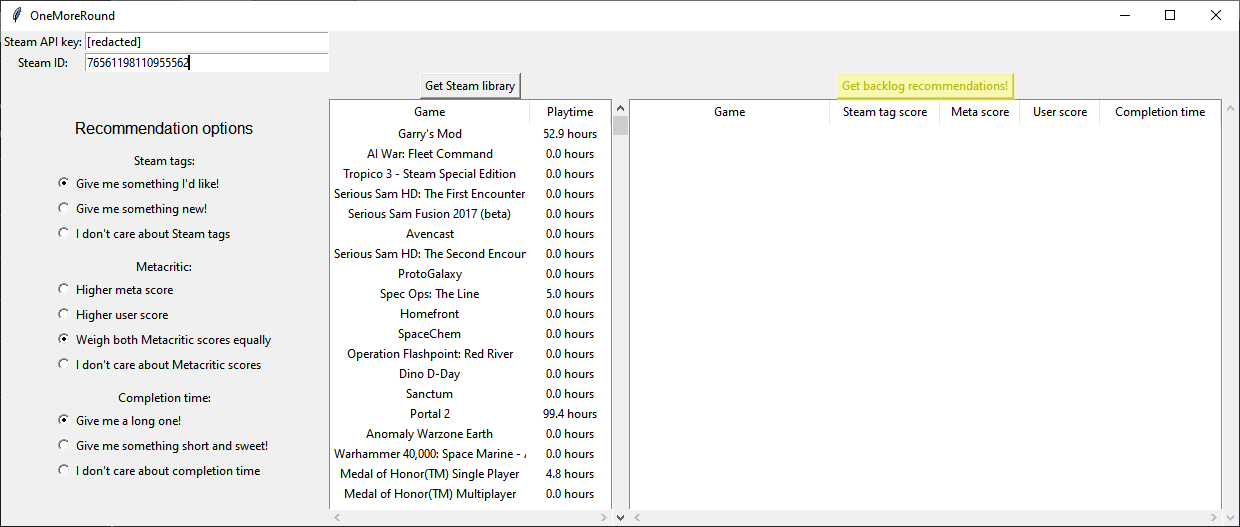 OneMoreRound
Steam API key: [redacted]
Steam ID: 76561198110955562
Get Steam library
Get backlog recommendations!
Recommendation options
Steam tags:
Give me something I'd like!
Give me something new!
I don't care about Steam tags
Metacritic:
Higher meta score
Higher user score
Weigh both Metacritic scores equally
I don't care about Metacritic scores
Completion time:
Give me a long one!
Give me something short and sweet!
I don't care about completion time
Game Playtime
Garry's Mod 52.9 hours
AI War: Fleet Command 0.0 hours
Tropico 3 - Steam Special Edition 0.0 hours
Serious Sam HD: The First Encounter 0.0 hours
Serious Sam Fusion 2017 (beta) 0.0 hours
Avencast 0.0 hours
Serious Sam HD: The Second Encoun 0.0 hours
ProtoGalaxy 0.0 hours
Spec Ops: The Line 5.0 hours
Homefront 0.0 hours
SpaceChem 0.0 hours
Operation Flashpoint: Red River 0.0 hours
Dino D-Day 0.0 hours
Sanctum 0.0 hours
Portal 2 99.4 hours
Anomaly Warzone Earth 0.0 hours
Warhammer 40,000: Space Marine - 0.0 hours
Medal of Honor(TM) Single Player 4.8 hours
Medal of Honor(TM) Multiplayer 0.0 hours
Game Steam tag score Meta score User score Completion time